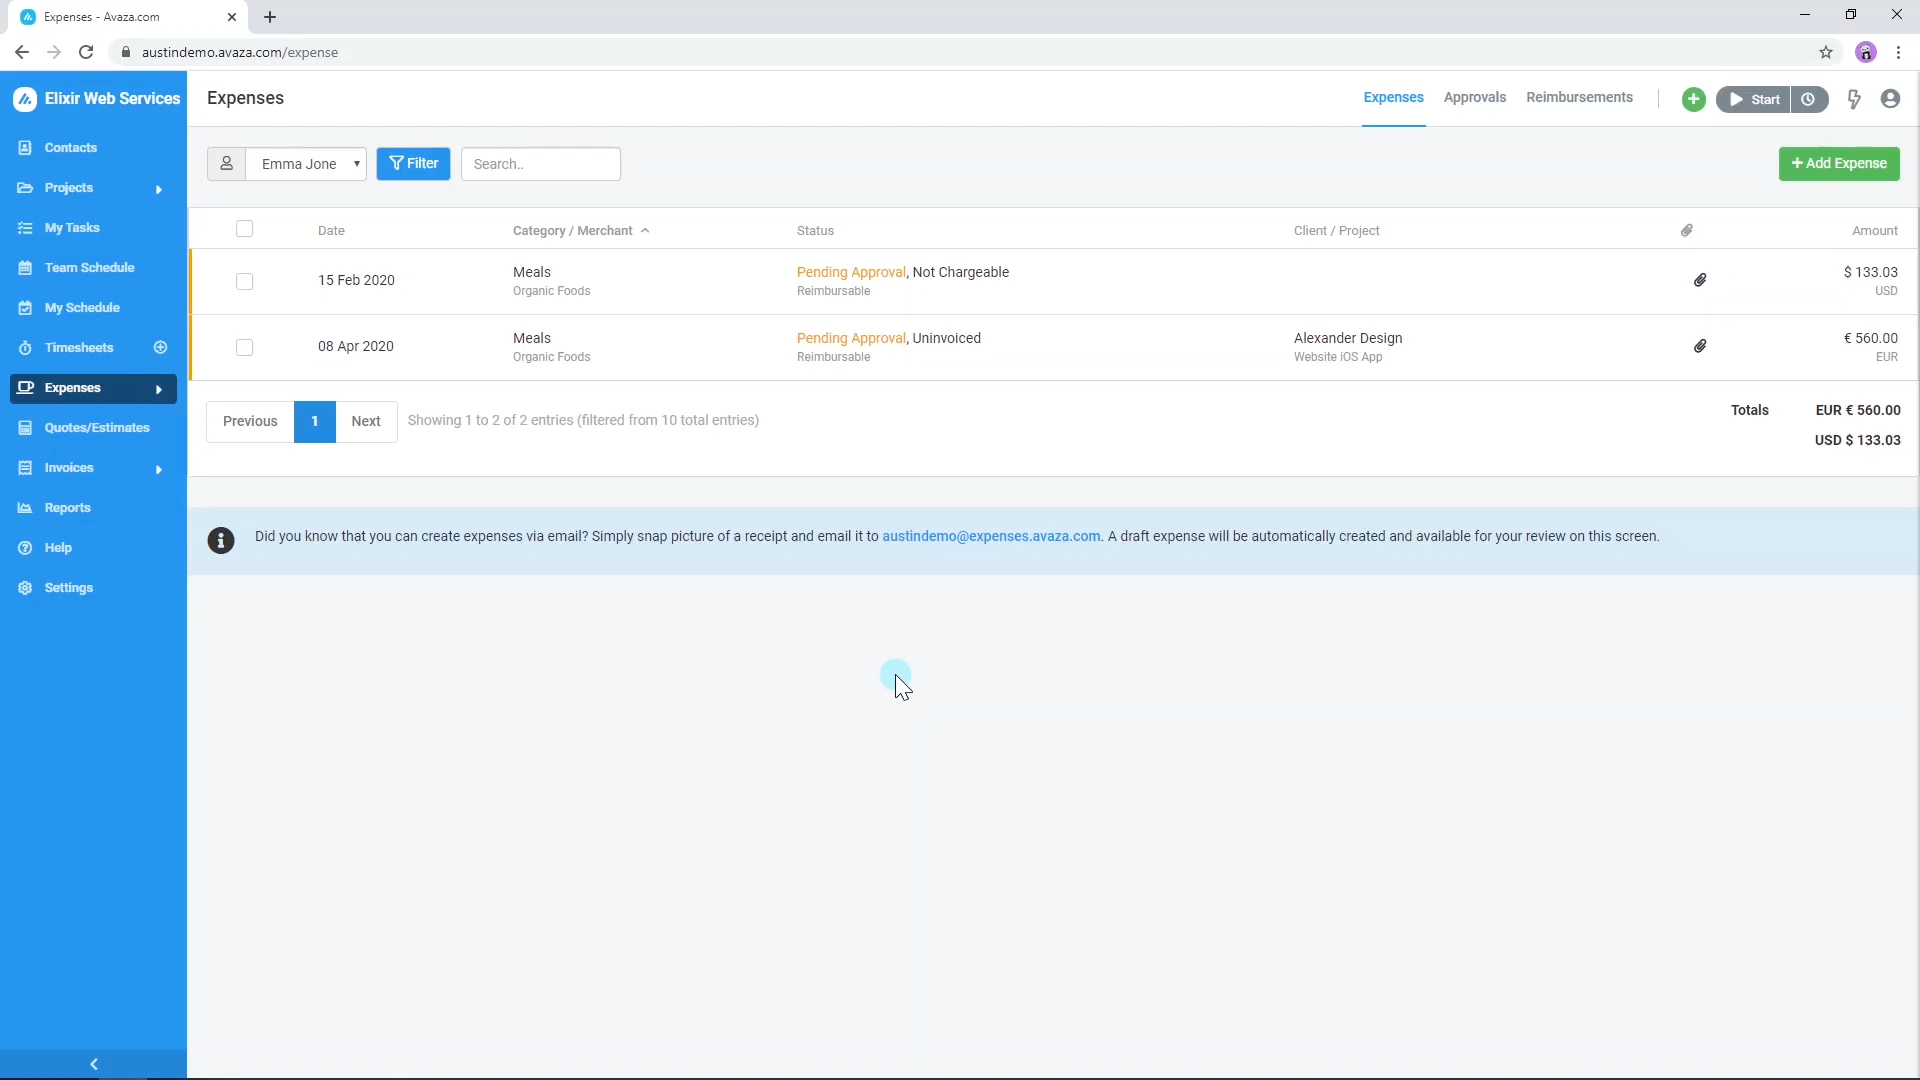 Expenses - Avaza.com
austindemo.avaza.com/expense
Elixir Web Services
Expenses
Expenses Approvals Reimbursements
Start
Contacts
Projects
My Tasks
Team Schedule
My Schedule
Timesheets
Expenses
Quotes/Estimates
Invoices
Reports
Help
Settings
Emma Jone
Filter
Search..
+ Add Expense
Date Category / Merchant Status Client / Project Amount
15 Feb 2020 Meals Pending Approval, Not Chargeable $ 133.03
Organic Foods Reimbursable USD
08 Apr 2020 Meals Pending Approval, Uninvoiced Alexander Design € 560.00
Organic Foods Reimbursable Website iOS App EUR
Previous 1 Next Showing 1 to 2 of 2 entries (filtered from 10 total entries)
Totals EUR € 560.00
USD $ 133.03
Did you know that you can create expenses via email? Simply snap picture of a receipt and email it to austindemo@expenses.avaza.com. A draft expense will be automatically created and available for your review on this screen.